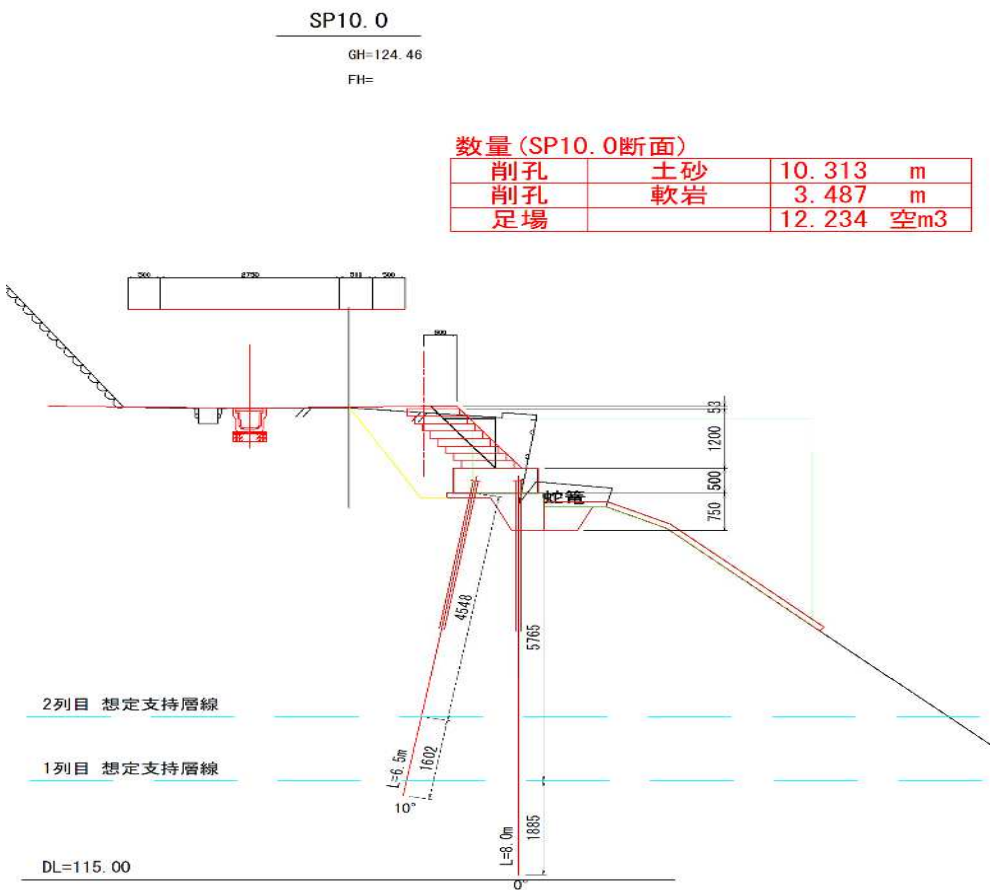 SP10.0
GH=124.46
FH=
数量(SP10.0断面)
削孔 土砂 10.313 m
削孔 軟岩 3.487 m
足場 12.234 空m3
500 2750 500
53
1200
500
750
蛇篭
4548
5765
2列目 想定支持層線
1602
1列目 想定支持層線
L=6.5m
10°
1885
L=8.0m
DL=115.00
0°